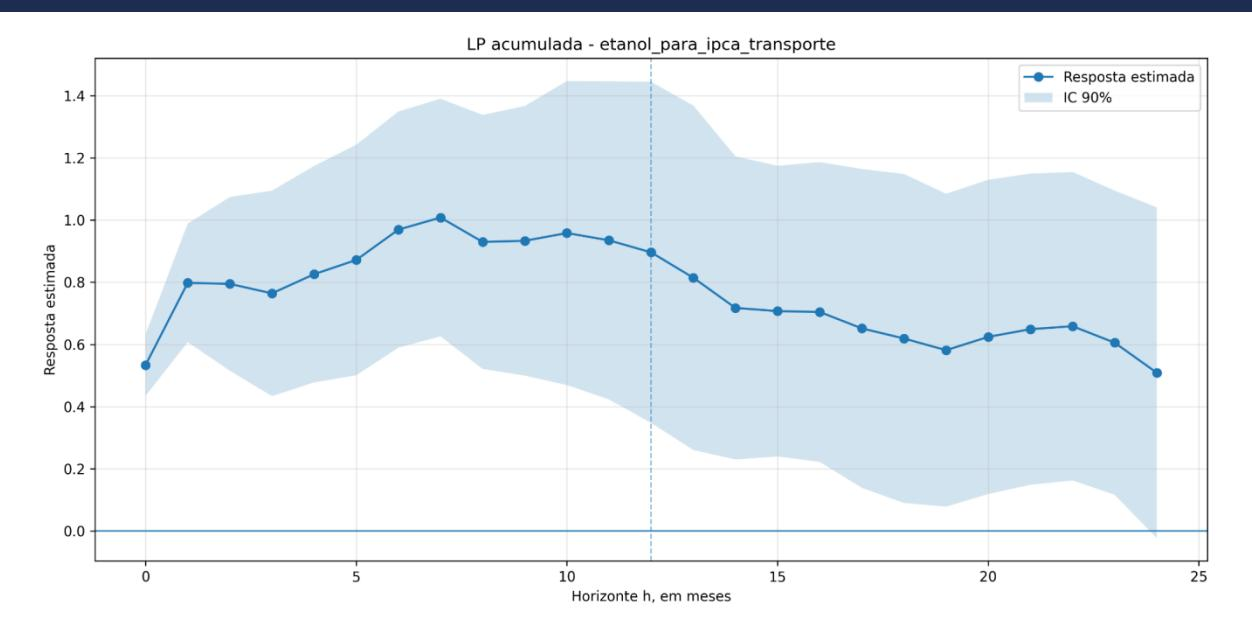 LP acumulada - etanol_para_ipca_transporte
Resposta estimada
IC 90%
Resposta estimada
1.4
1.2
1.0
0.8
0.6
0.4
0.2
0.0
0 5 10 15 20 25
Horizonte h, em meses